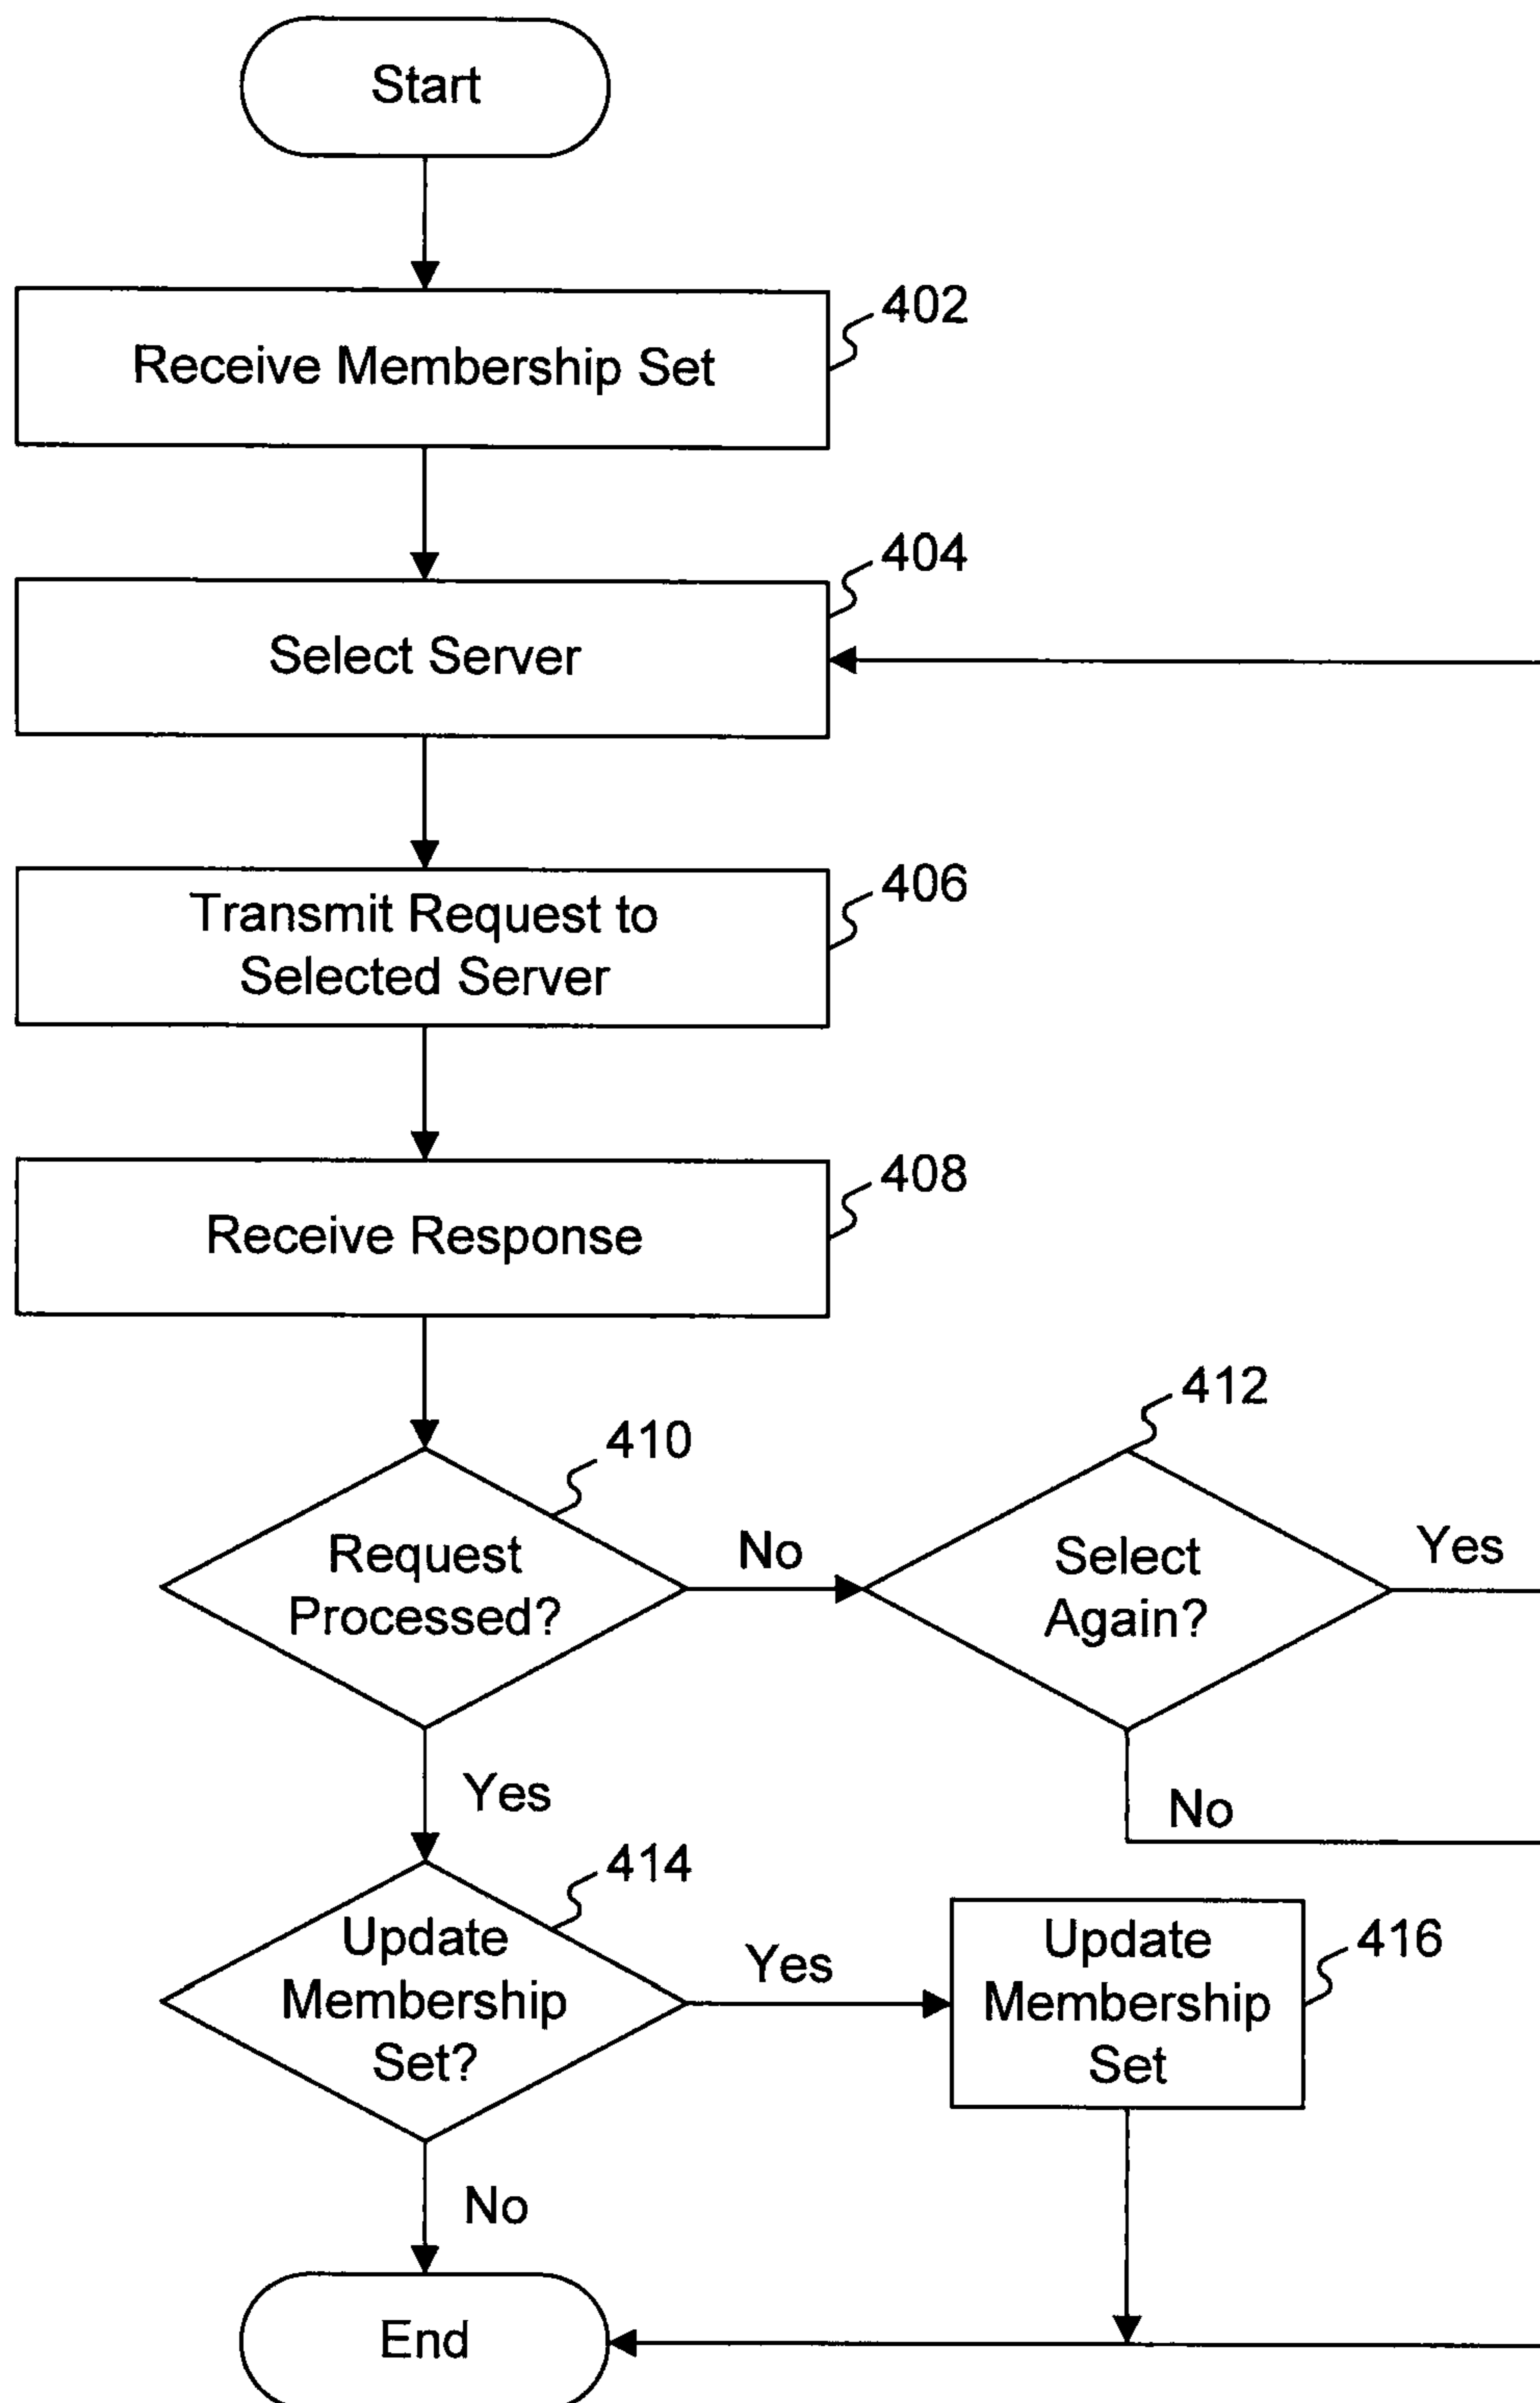 Start
402
Receive Membership Set
404
Select Server
406
Transmit Request to
Selected Server
408
Receive Response
412
410
Request
Processed?
No
Select
Again?
Yes
Yes
No
414
Update
Membership
Set?
Yes
Update
Membership
Set
416
No
End